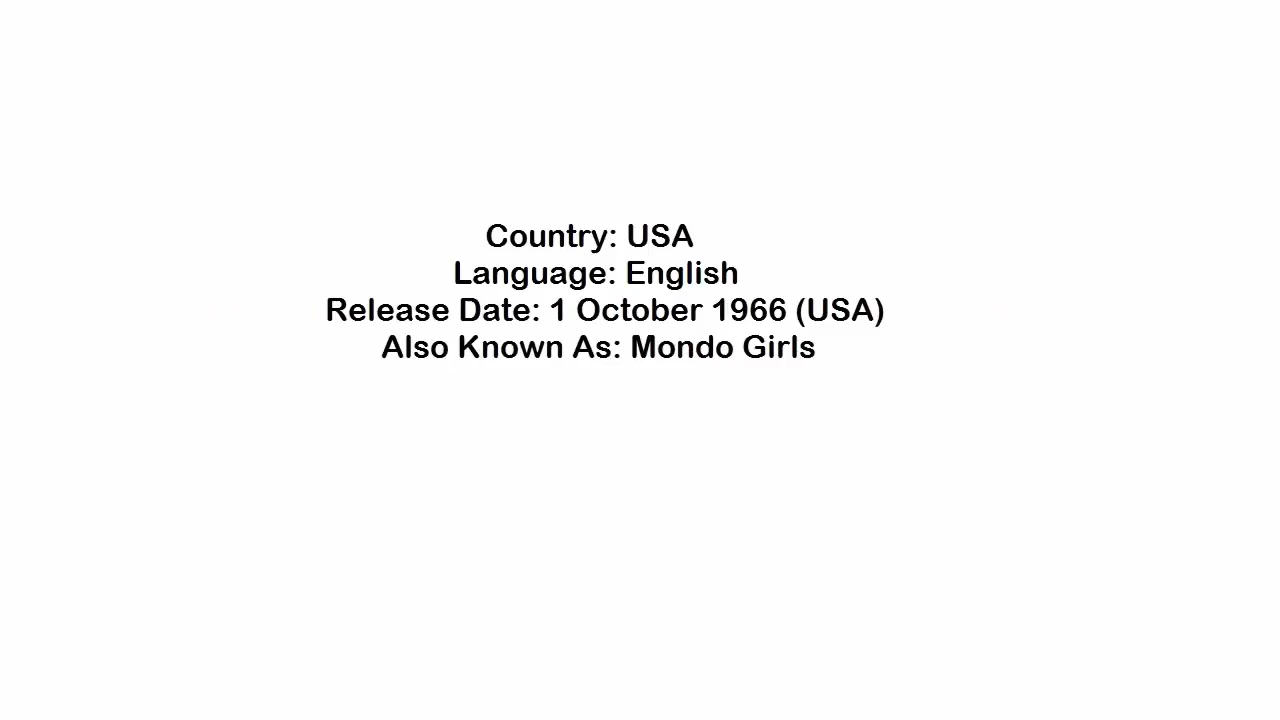 Country: USA
Language: English
Release Date: 1 October 1966 (USA)
Also Known As: Mondo Girls